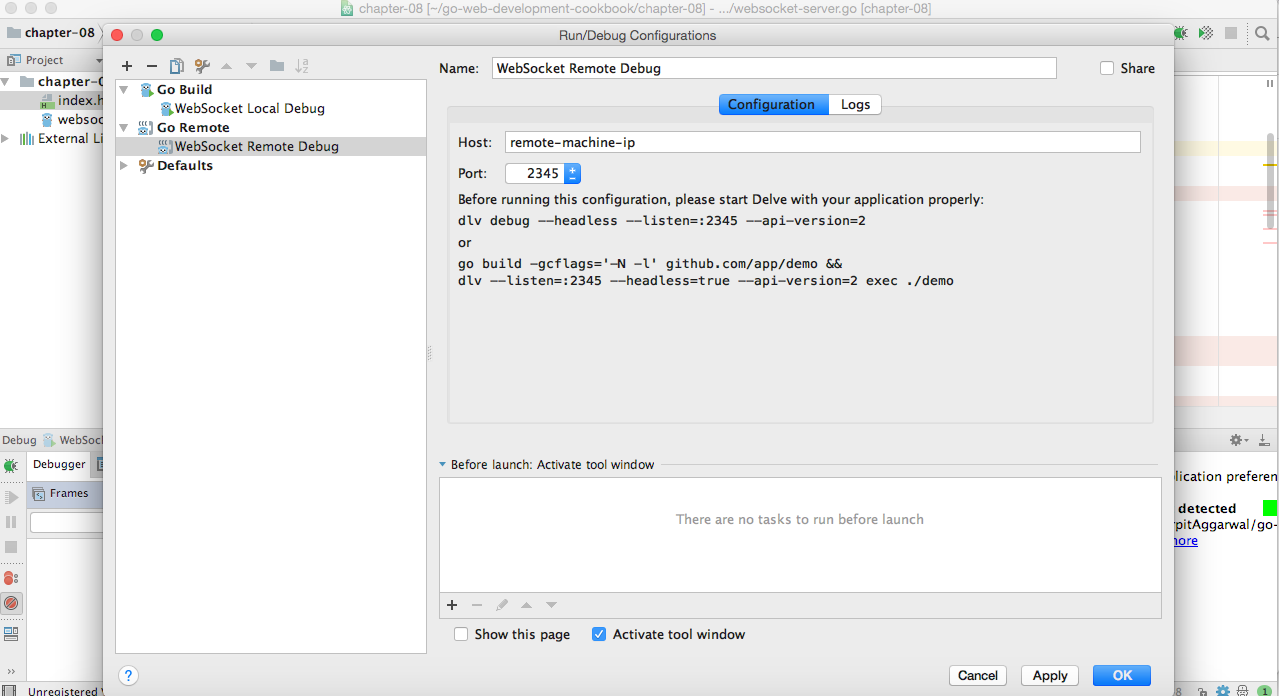 chapter-08 [~/go-web-development-cookbook/chapter-08] - .../websocket-server.go [chapter-08]
chapter-08
Run/Debug Configurations
Project
chapter-0
index.h
websoc
External Li
Go Build
WebSocket Local Debug
Go Remote
WebSocket Remote Debug
Defaults
Name: WebSocket Remote Debug
Share
Configuration Logs
Host: remote-machine-ip
Port: 2345
Before running this configuration, please start Delve with your application properly:
dlv debug --headless --listen=:2345 --api-version=2
or
go build -gcflags='-N -l' github.com/app/demo &&
dlv --listen=:2345 --headless=true --api-version=2 exec ./demo
Debug WebSock
Debugger
Frames
Before launch: Activate tool window
There are no tasks to run before launch
Show this page
Activate tool window
lication preferen
detected
rpitAggarwal/go-
more
? Cancel Apply OK
Unregistered
8
1